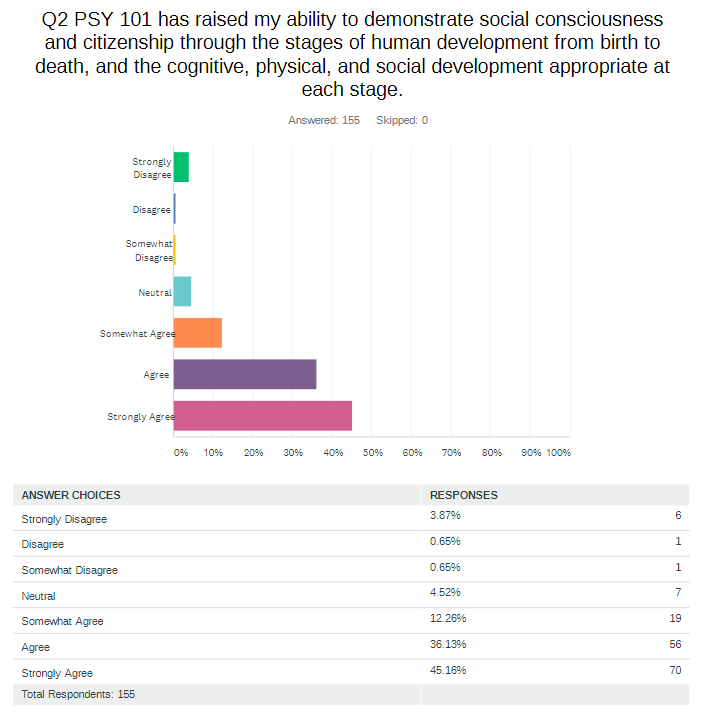 Q2 PSY 101 has raised my ability to demonstrate social consciousness
and citizenship through the stages of human development from birth to
death, and the cognitive, physical, and social development appropriate at
each stage.
Answered: 155 Skipped: 0
Strongly
Disagree
Disagree
Somewhat
Disagree
Neutral
Somewhat Agree
Agree
Strongly Agree
0% 10% 20% 30% 40% 50% 60% 70% 80% 90% 100%
ANSWER CHOICES RESPONSES
Strongly Disagree 3.87% 6
Disagree 0.65% 1
Somewhat Disagree 0.65% 1
Neutral 4.52% 7
Somewhat Agree 12.26% 19
Agree 36.13% 56
Strongly Agree 45.16% 70
Total Respondents: 155